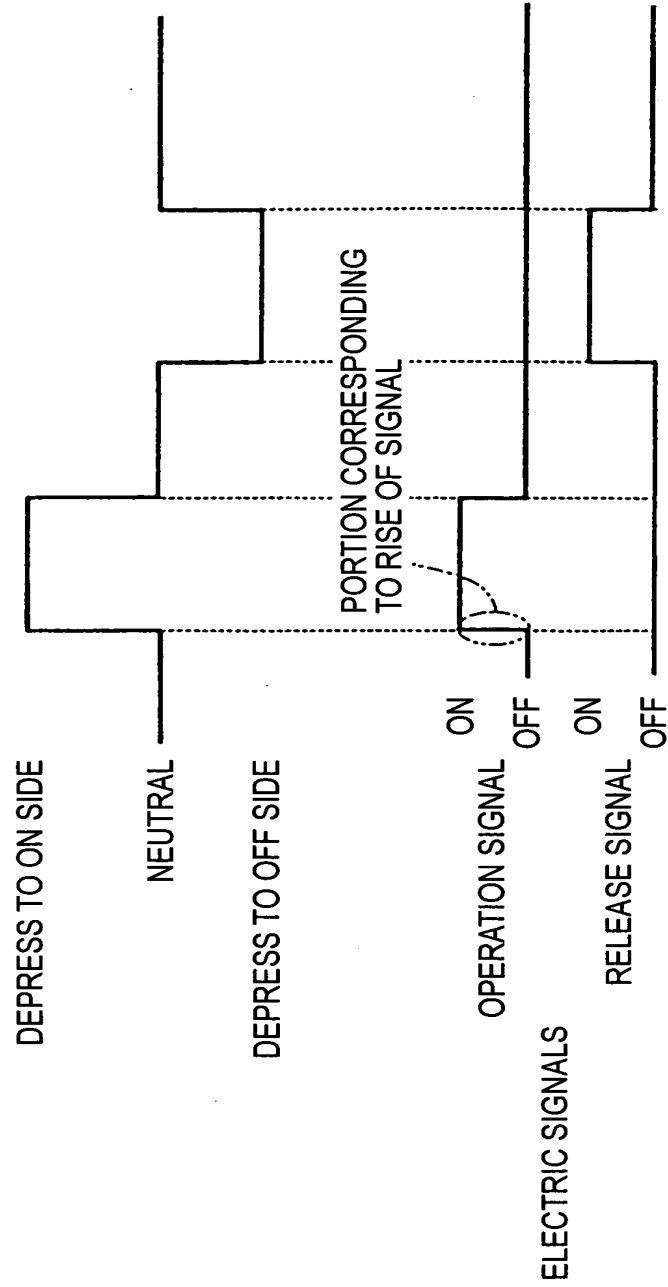 DEPRESS TO ON SIDE
NEUTRAL
DEPRESS TO OFF SIDE
PORTION CORRESPONDING
TO RISE OF SIGNAL
ELECTRIC SIGNALS
OPERATION SIGNAL
ON
OFF
RELEASE SIGNAL
ON
OFF